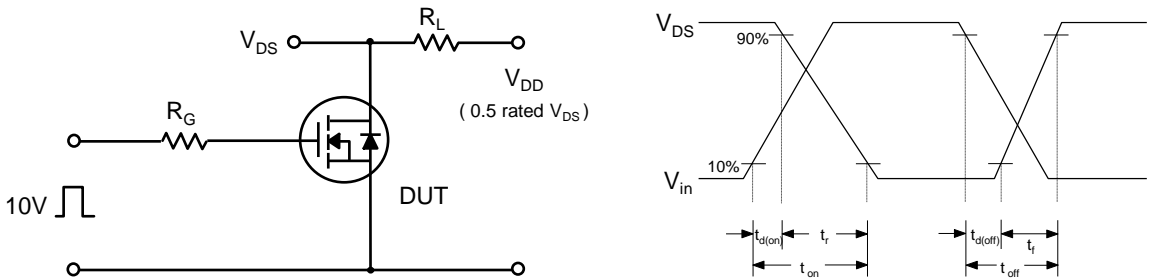 V_DS
R_L
V_DD
( 0.5 rated V_DS )
R_G
DUT
10V
V_DS
90%
10%
V_in
t_d(on)
t_r
t_on
t_d(off)
t_f
t_off